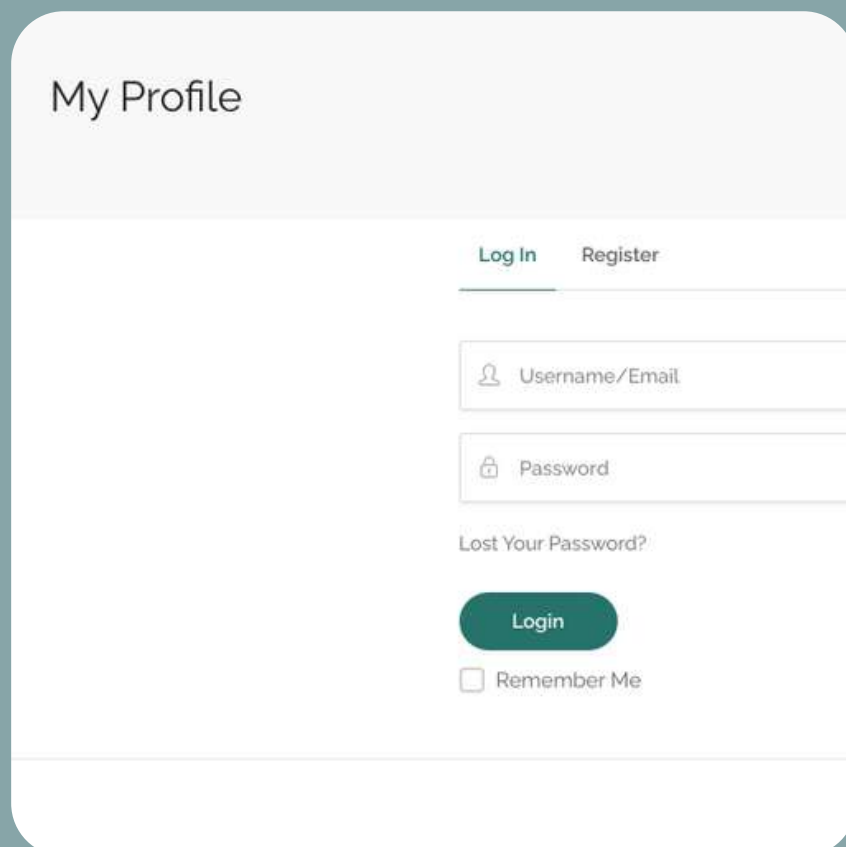 My Profile
Log In Register
Username/Email
Password
Lost Your Password?
Login
Remember Me